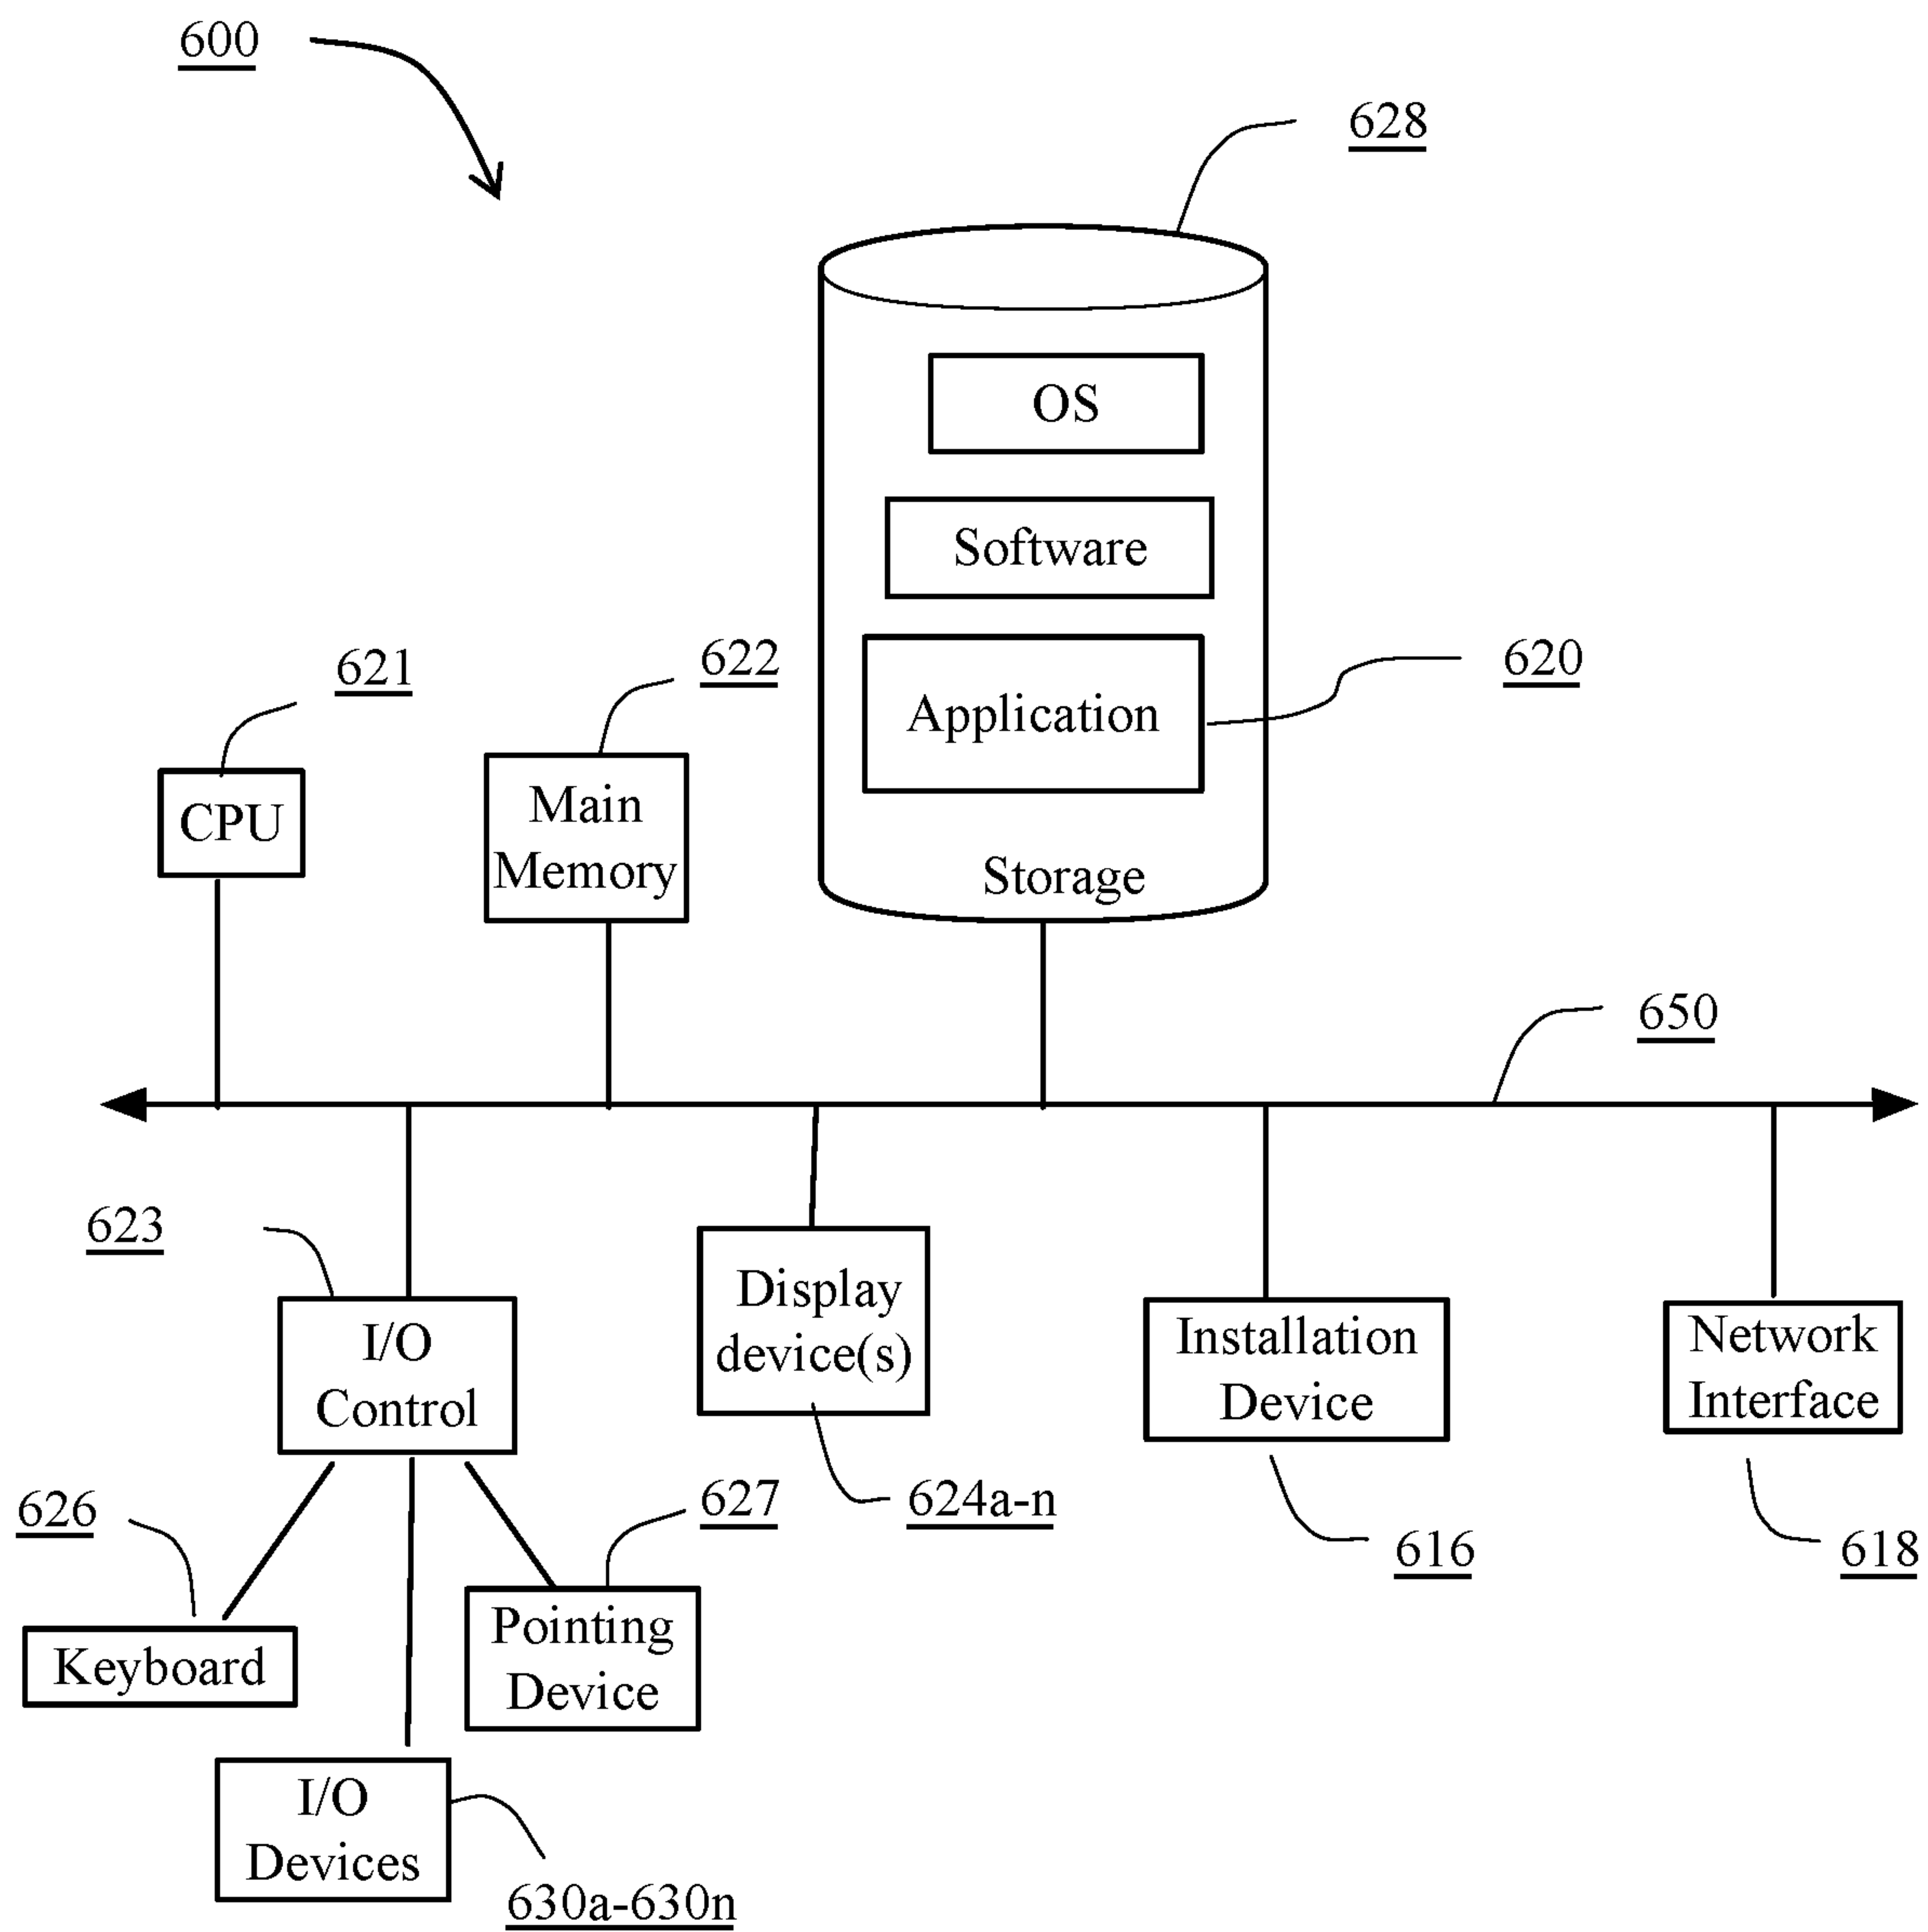 600
628
OS
Software
622
620
621
Application
Main
CPU
Memory
Storage
650
623
Display
device(s)
I/O
Control
Installation
Device
Network
Interface
626
627
624a-n
616
618
Pointing
Device
Keyboard
I/O
Devices
630a-630n